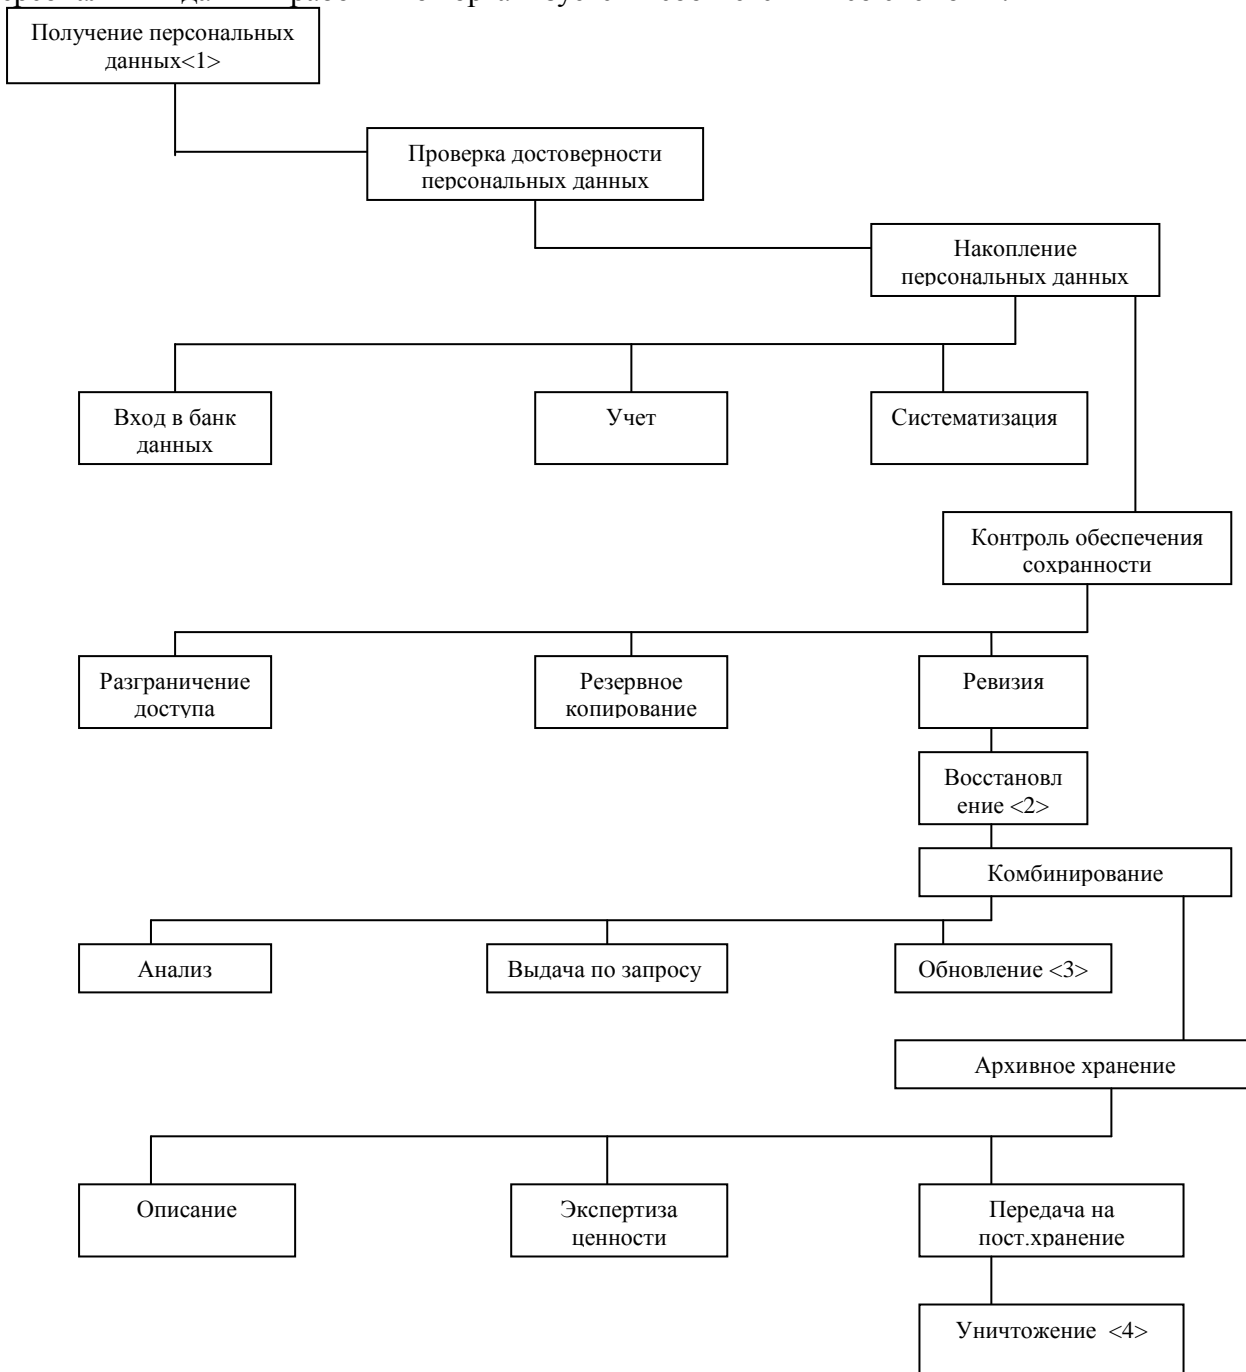 Получение персональных
данных<1>
Проверка достоверности
персональных данных
Накопление
персональных данных
Вход в банк
данных
Учет
Систематизация
Контроль обеспечения
сохранности
Разграничение
доступа
Резервное
копирование
Ревизия
Восстановл
ение <2>
Комбинирование
Анализ
Выдача по запросу
Обновление <3>
Архивное хранение
Описание
Экспертиза
ценности
Передача на
пост.хранение
Уничтожение <4>